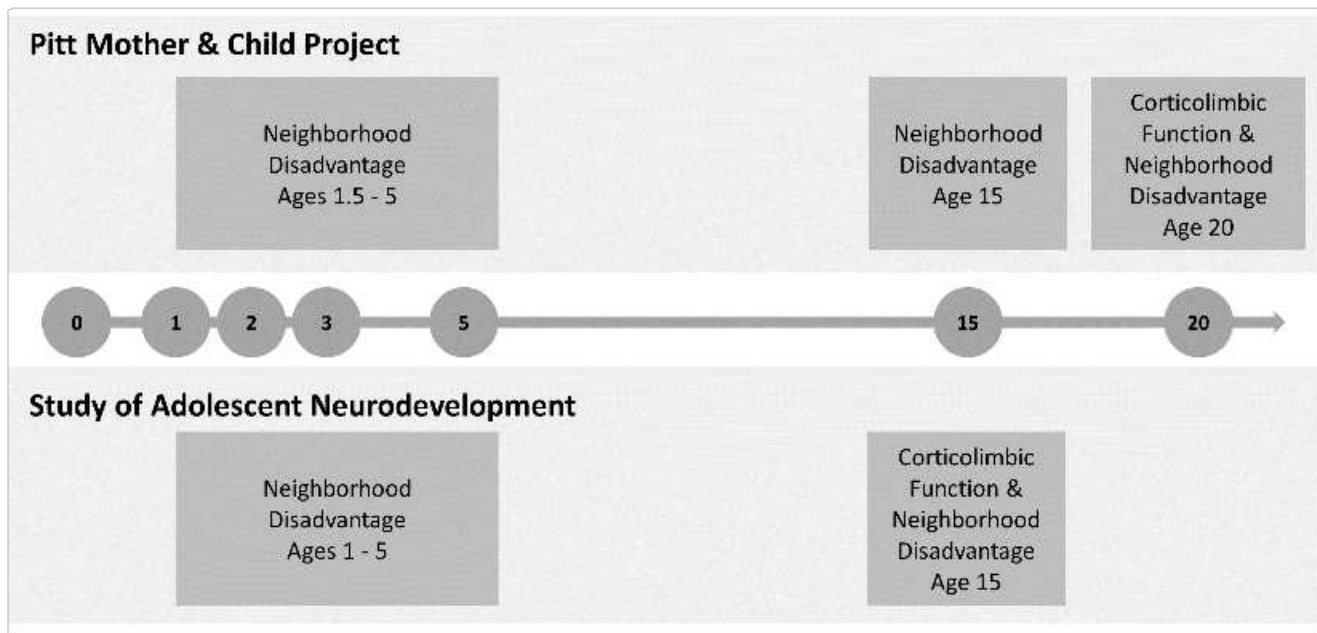 Pitt Mother & Child Project
Neighborhood
Disadvantage
Ages 1.5 - 5
Neighborhood
Disadvantage
Age 15
Corticolimbic
Function &
Neighborhood
Disadvantage
Age 20
0 1 2 3 5 15 20
Study of Adolescent Neurodevelopment
Neighborhood
Disadvantage
Ages 1 - 5
Corticolimbic
Function &
Neighborhood
Disadvantage
Age 15